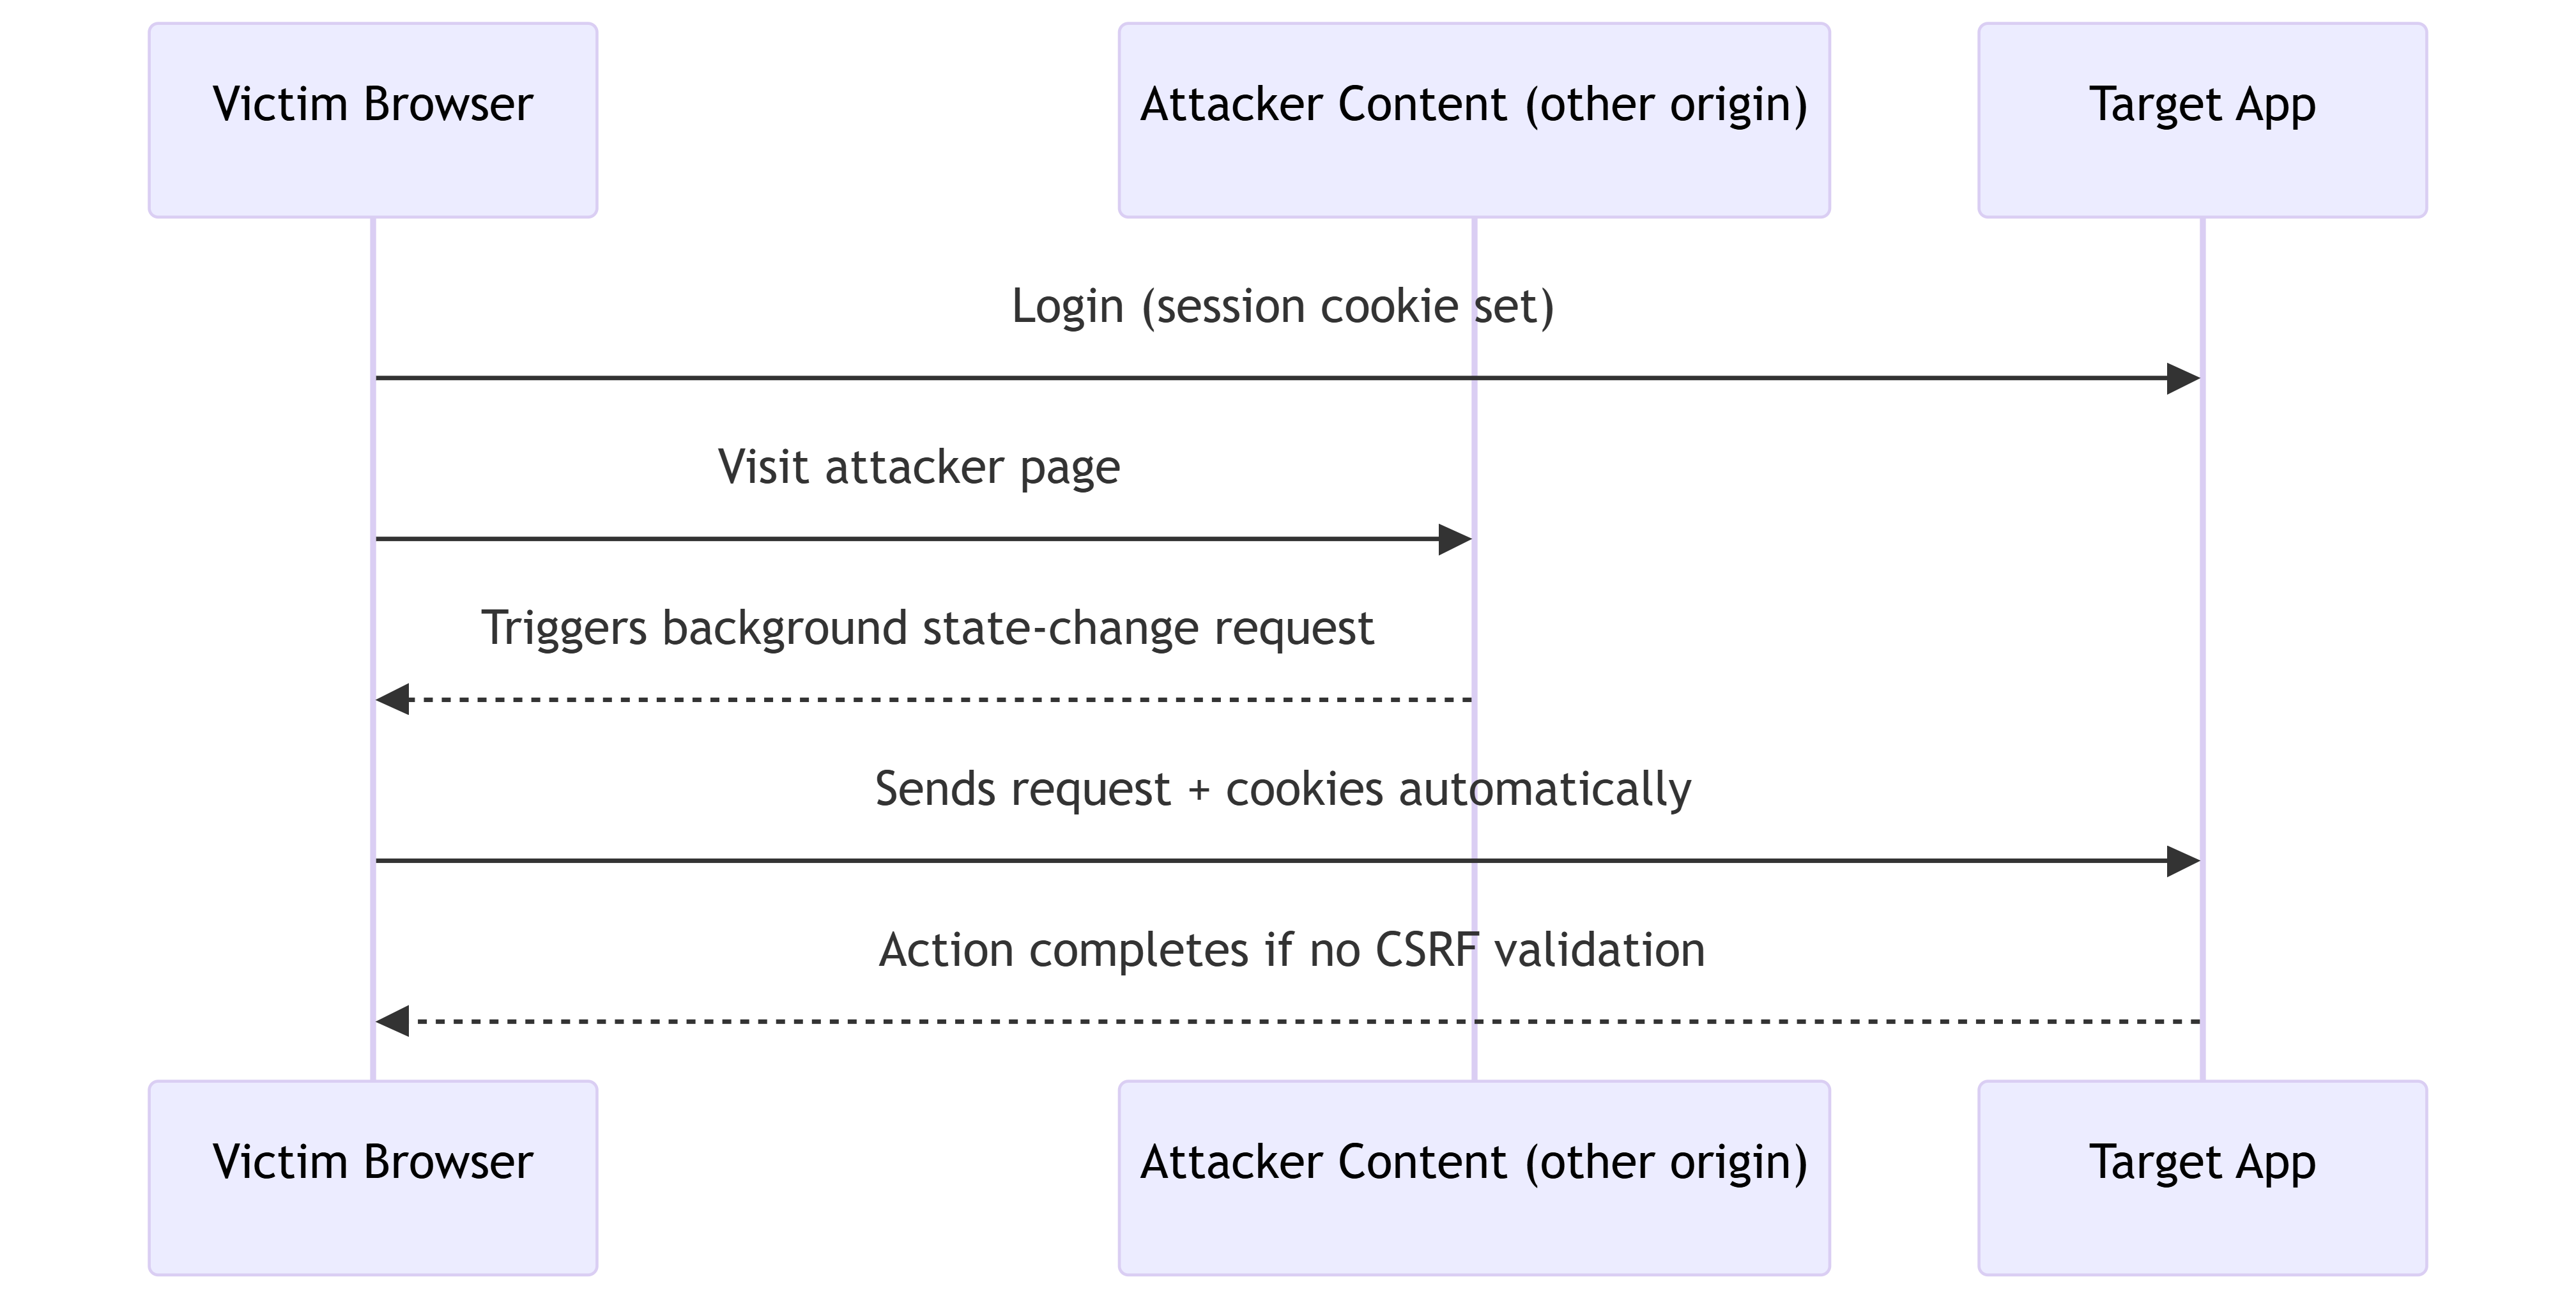 Victim Browser
Attacker Content (other origin)
Target App
Login (session cookie set)
Visit attacker page
Triggers background state-change request
Sends request + cookies automatically
Action completes if no CSRF validation
Victim Browser
Attacker Content (other origin)
Target App